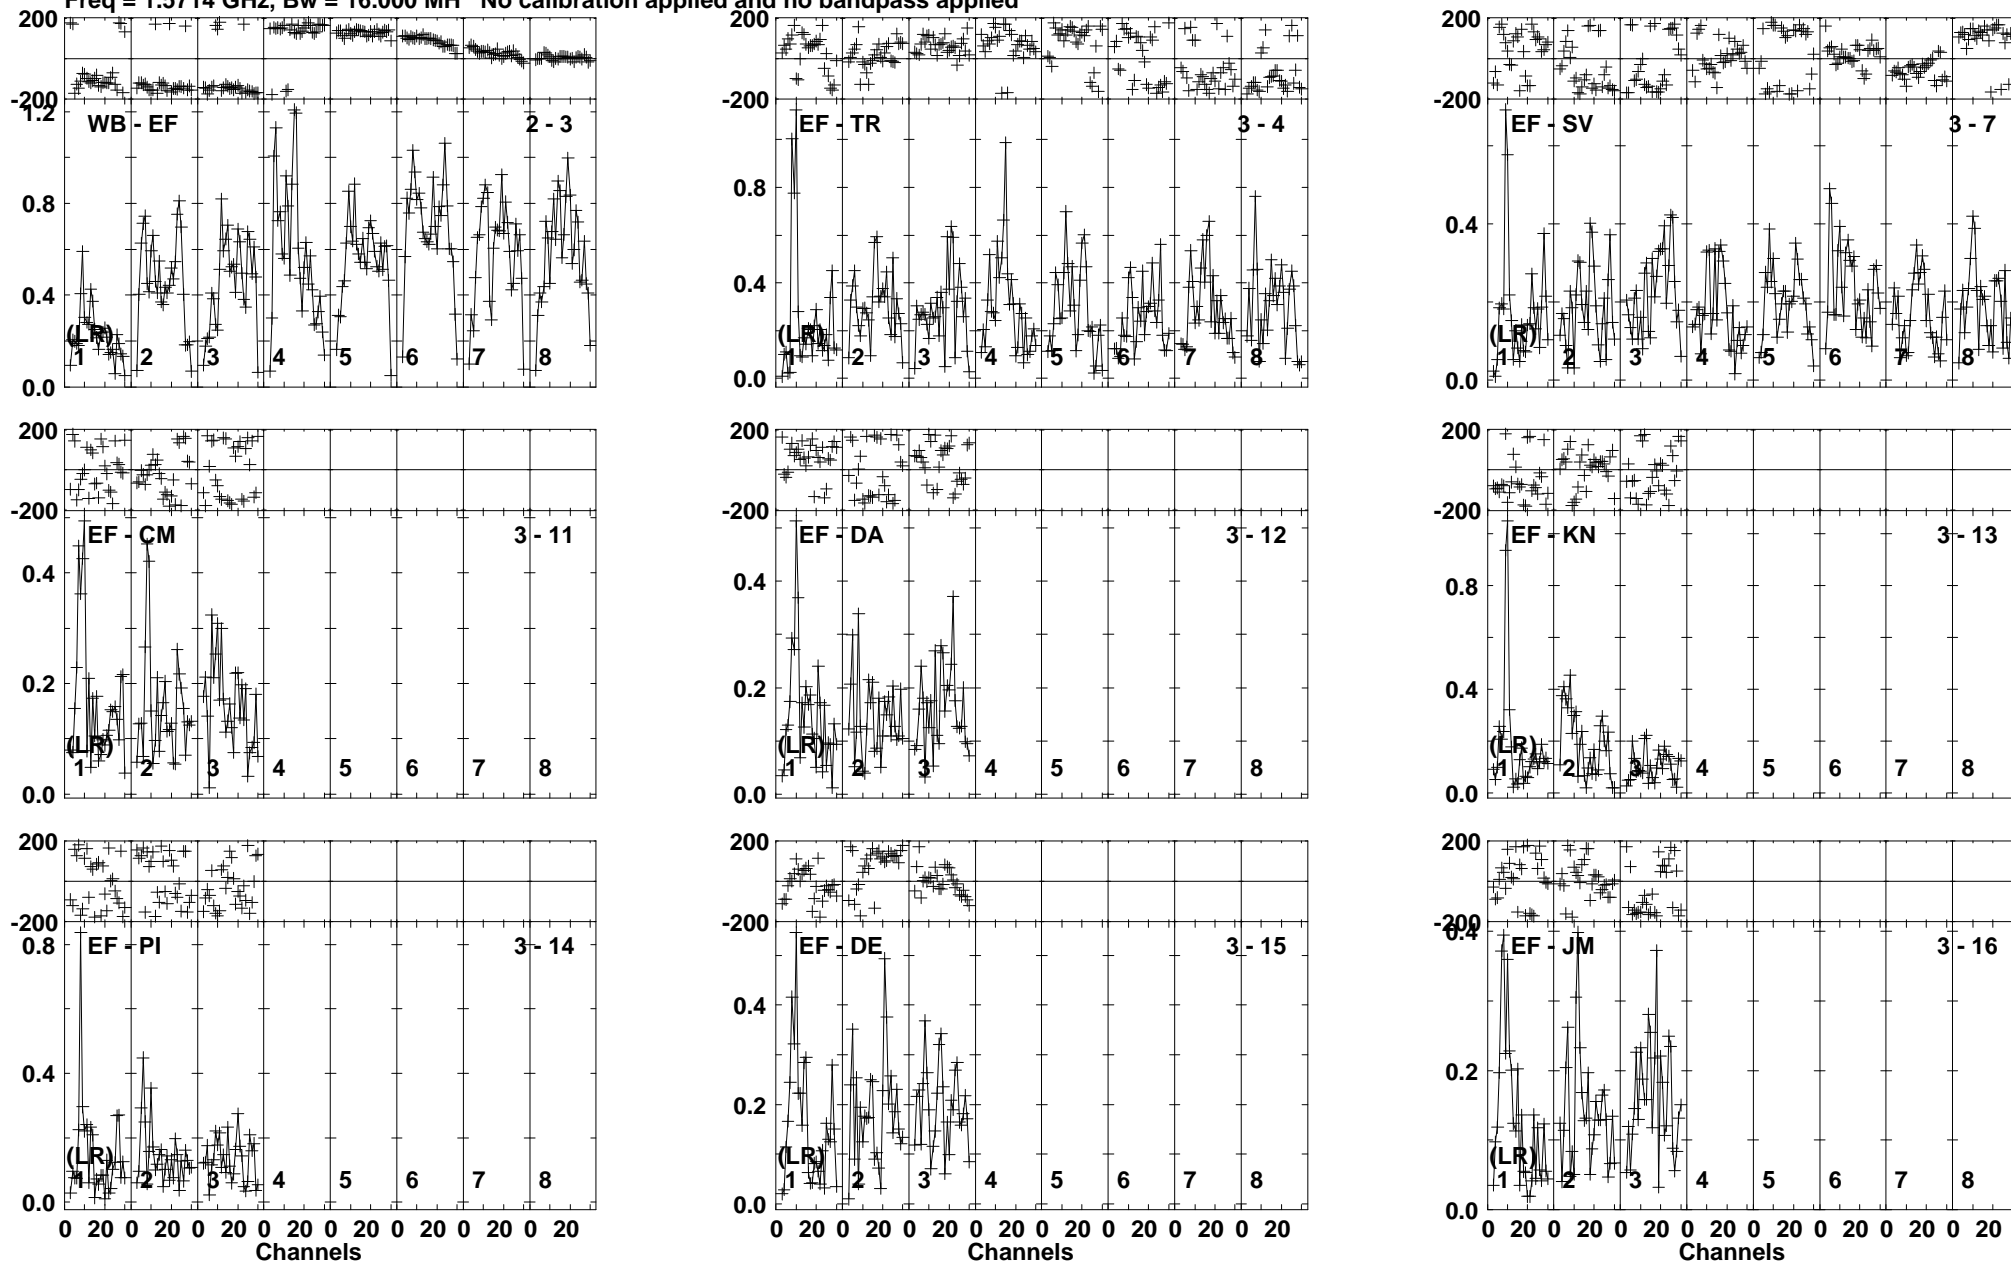 Freq = 1.5714 GHz, Bw = 16.000 MH No calibration applied and no bandpass applied
200 200 200
-200 -200 -200
1.2 WB - EF 2 - 3 EF - TR 3 - 4 EF - SV 3 - 7
0.8 0.8 0.4
0.4 0.4
(LR) (LR) (LR)
1 2 3 4 5 6 7 8 1 2 3 4 5 6 7 8 1 2 3 4 5 6 7 8
0.0 0.0 0.0
200 200 200
-200 -200 -200
EF - CM 3 - 11 EF - DA 3 - 12 EF - KN 3 - 13
0.4 0.4 0.8
0.2 0.2 0.4
(LR) (LR) (LR)
1 2 3 4 5 6 7 8 1 2 3 4 5 6 7 8 1 2 3 4 5 6 7 8
0.0 0.0 0.0
200 200 200
-200 -200 -200
0.8 EF - PI 3 - 14 EF - DE 3 - 15 0.4 EF - JM 3 - 16
0.4 0.4 0.2
0.2
(LR) (LR) (LR)
1 2 3 4 5 6 7 8 1 2 3 4 5 6 7 8 1 2 3 4 5 6 7 8
0.0 0.0 0.0
0 20 0 20 0 20 0 20 0 20 0 20 0 20 0 20 0 20 0 20 0 20 0 20 0 20 0 20 0 20 0 20 0 20 0 20 0 20 0 20 0 20 0 20 0 20 0 20
Channels Channels Channels